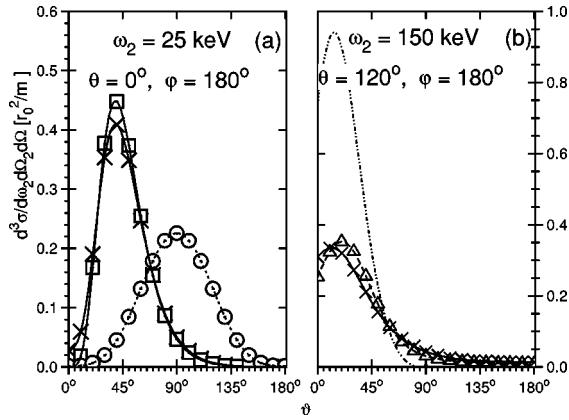 ω₂ = 25 keV (a)
θ = 0°, φ = 180°
ω₂ = 150 keV (b)
θ = 120°, φ = 180°
d³σ/dω₂dΩ₂dΩ [r₀²/m]
0.6
0.5
0.4
0.3
0.2
0.1
0.0
1.0
0.8
0.6
0.4
0.2
0.0
0° 45° 90° 135° 180° 0° 45° 90° 135° 180°
ϑ